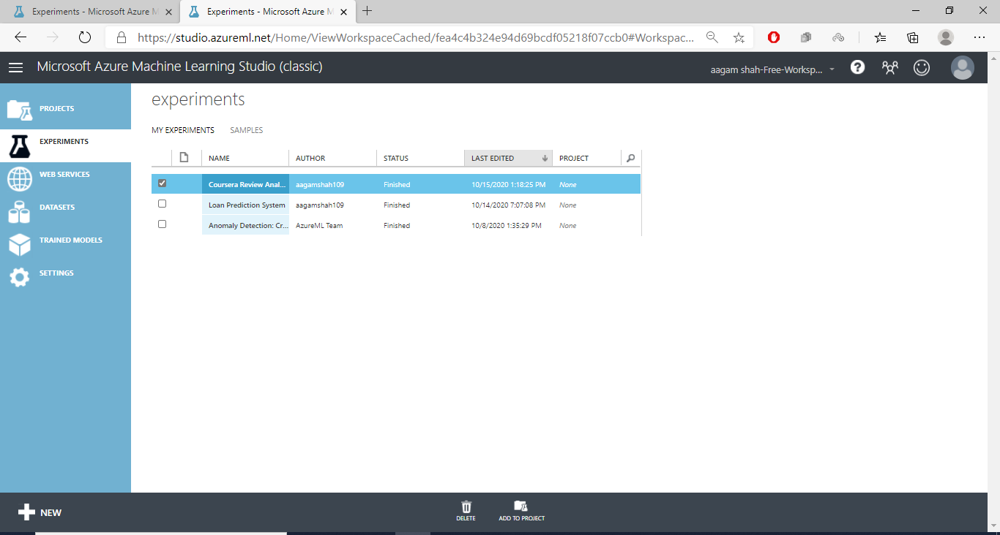 Experiments - Microsoft Azure M
Experiments - Microsoft Azure M
https://studio.azureml.net/Home/ViewWorkspaceCached/fea4c4b324e94d69bcdf05218f07ccb0#Workspac...
Microsoft Azure Machine Learning Studio (classic)
aagam shah-Free-Worksp...
PROJECTS
EXPERIMENTS
WEB SERVICES
DATASETS
TRAINED MODELS
SETTINGS
experiments
MY EXPERIMENTS SAMPLES
NAME AUTHOR STATUS LAST EDITED PROJECT
Coursera Review Anal... aagamshah109 Finished 10/15/2020 1:18:25 PM None
Loan Prediction System aagamshah109 Finished 10/14/2020 7:07:08 PM None
Anomaly Detection: Cr... AzureML Team Finished 10/8/2020 1:35:29 PM None
NEW
DELETE
ADD TO PROJECT